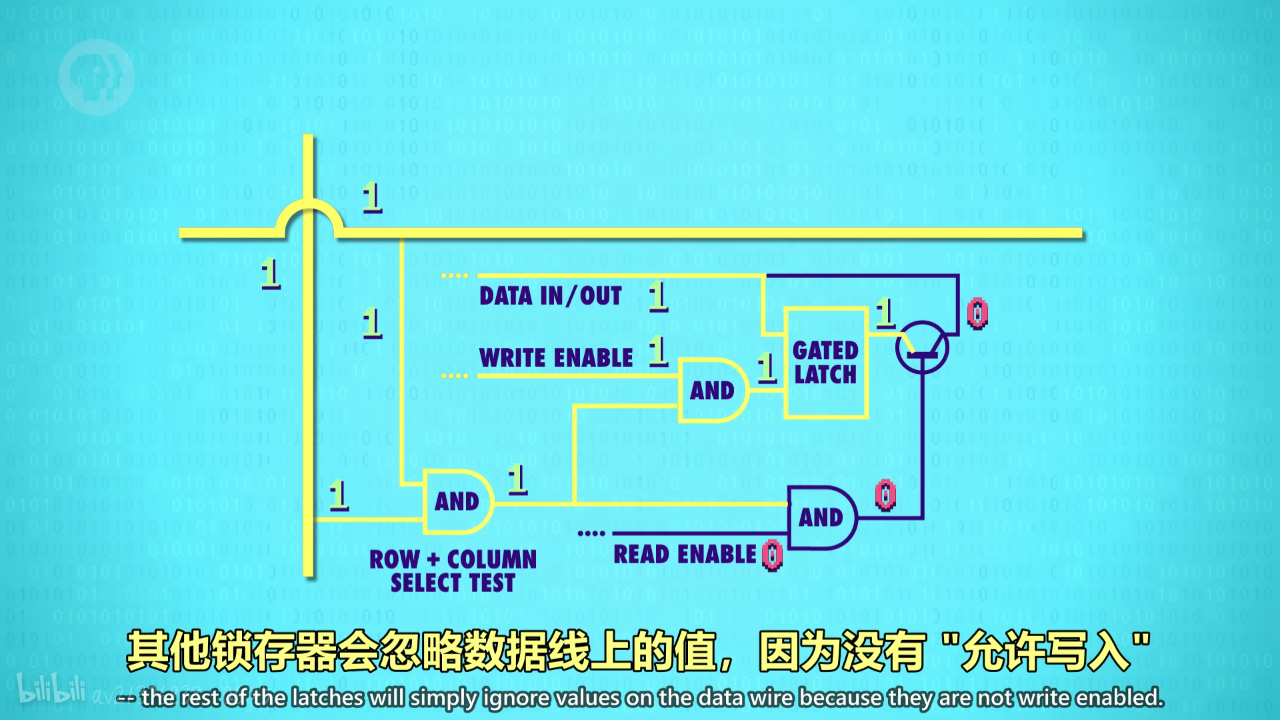 1
1
DATA IN/OUT 1
1
0
1
WRITE ENABLE 1
GATED
LATCH
1
AND
1
1
AND
0
AND
READ ENABLE 0
ROW + COLUMN
SELECT TEST
其他锁存器会忽略数据线上的值，因为没有 "允许写入"
-- the rest of the latches will simply ignore values on the data wire because they are not write enabled.
bilibili